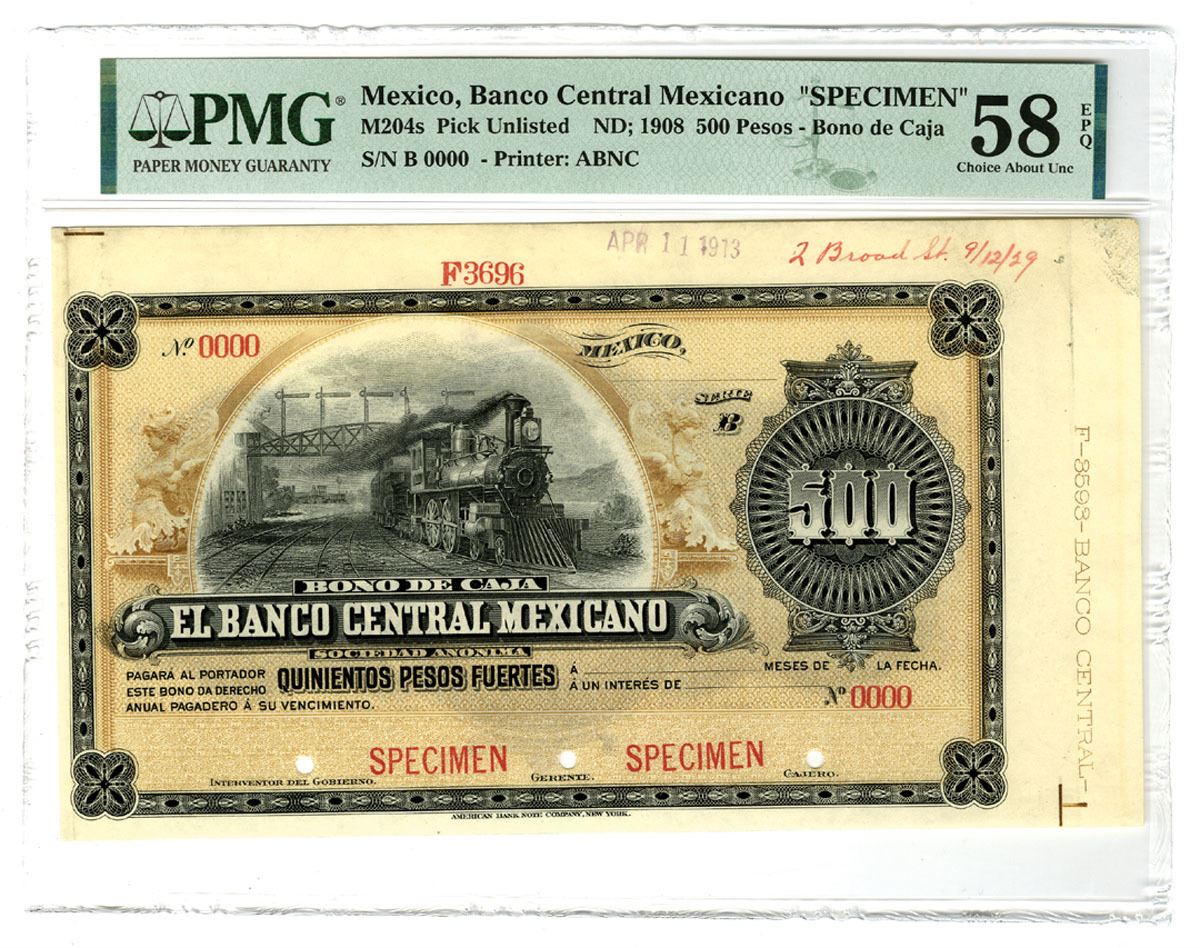 PMG®
PAPER MONEY GUARANTY
Mexico, Banco Central Mexicano "SPECIMEN"
M204s Pick Unlisted ND; 1908 500 Pesos - Bono de Caja
S/N B 0000 - Printer: ABNC
58
EPQ
Choice About Unc
APR 11 1913
2 Broad St. 9/12/29
F3696
Nº 0000
MEXICO,
SERIE
B
500
BONO DE CAJA
EL BANCO CENTRAL MEXICANO
SOCIEDAD ANONIMA
PAGARÁ AL PORTADOR QUINIENTOS PESOS FUERTES Á MESES DE LA FECHA.
ESTE BONO DA DERECHO Á UN INTERÉS DE
ANUAL PAGADERO Á SU VENCIMIENTO.
Nº 0000
SPECIMEN SPECIMEN
INTERVENTOR DEL GOBIERNO. GERENTE. CAJERO.
AMERICAN BANK NOTE COMPANY, NEW YORK.
F-3593-BANCO CENTRAL-